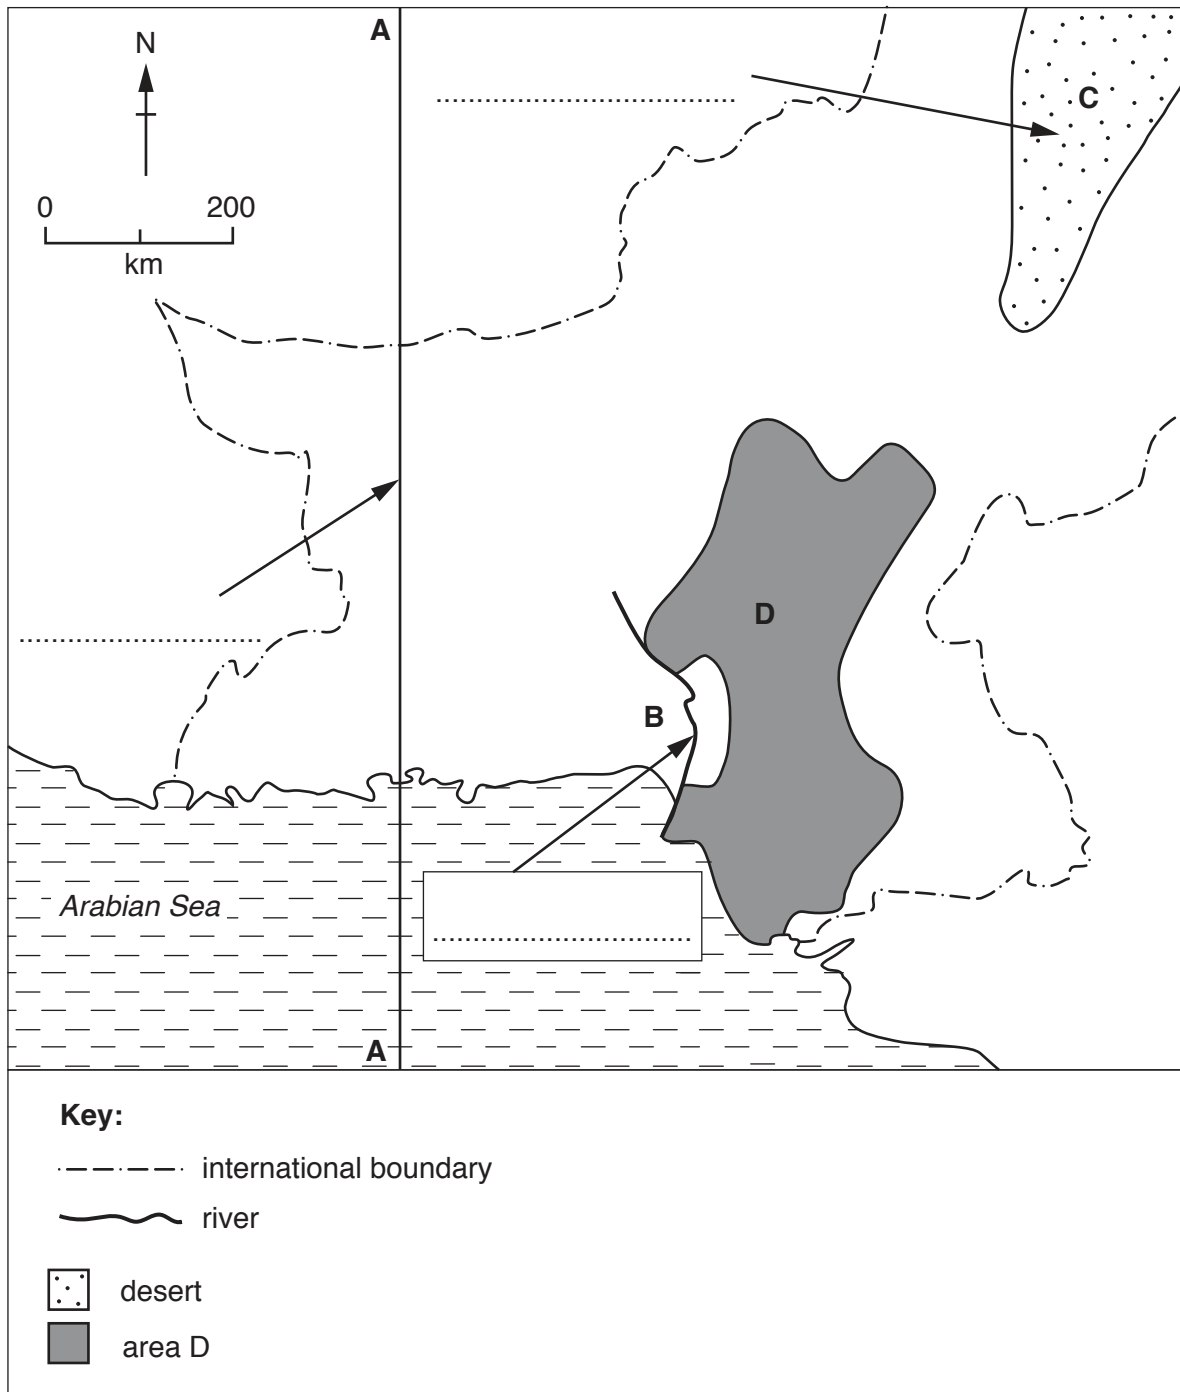 A
N
C
0 200
km
D
B
Arabian Sea
A
Key:
international boundary
river
desert
area D